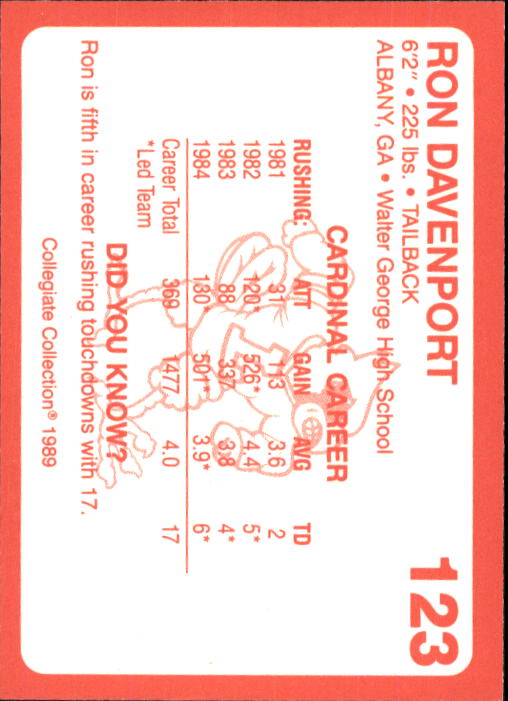 RON DAVENPORT 123
6'2" • 225 lbs. • TAILBACK
ALBANY, GA • Walter George High School
CARDINAL CAREER
RUSHING: ATT GAIN AVG TD
1981 31 113 3.6 2
1982 120* 526* 4.4 5*
1983 88 337 3.8 4*
1984 130* 501* 3.9* 6*
Career Total 368 1477 4.0 17
*Led Team
DID YOU KNOW?
Ron is fifth in career rushing touchdowns with 17.
Collegiate Collection® 1989